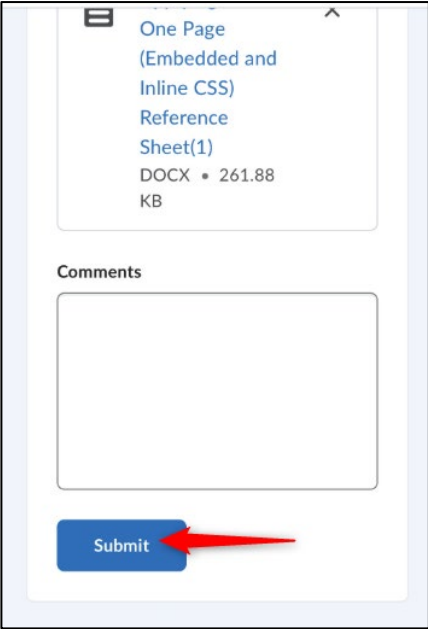 One Page
(Embedded and
Inline CSS)
Reference
Sheet(1)
DOCX • 261.88
KB
Comments
Submit